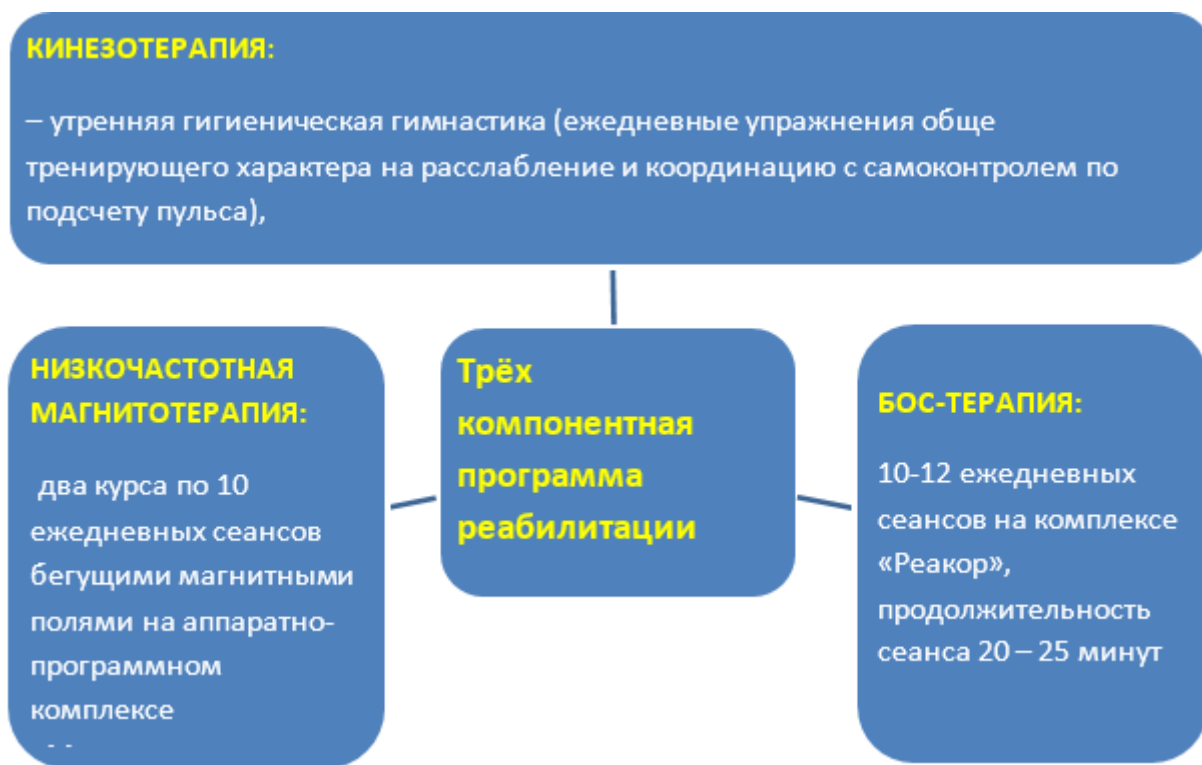 КИНЕЗОТЕРАПИЯ:
– утренняя гигиеническая гимнастика (ежедневные упражнения обще
тренирующего характера на расслабление и координацию с самоконтролем по
подсчету пульса),
НИЗКОЧАСТОТНАЯ
МАГНИТОТЕРАПИЯ:
два курса по 10
ежедневных сеансов
бегущими магнитными
полями на аппаратно-
программном
комплексе
Трёх
компонентная
программа
реабилитации
БОС-ТЕРАПИЯ:
10-12 ежедневных
сеансов на комплексе
«Реакор»,
продолжительность
сеанса 20 – 25 минут